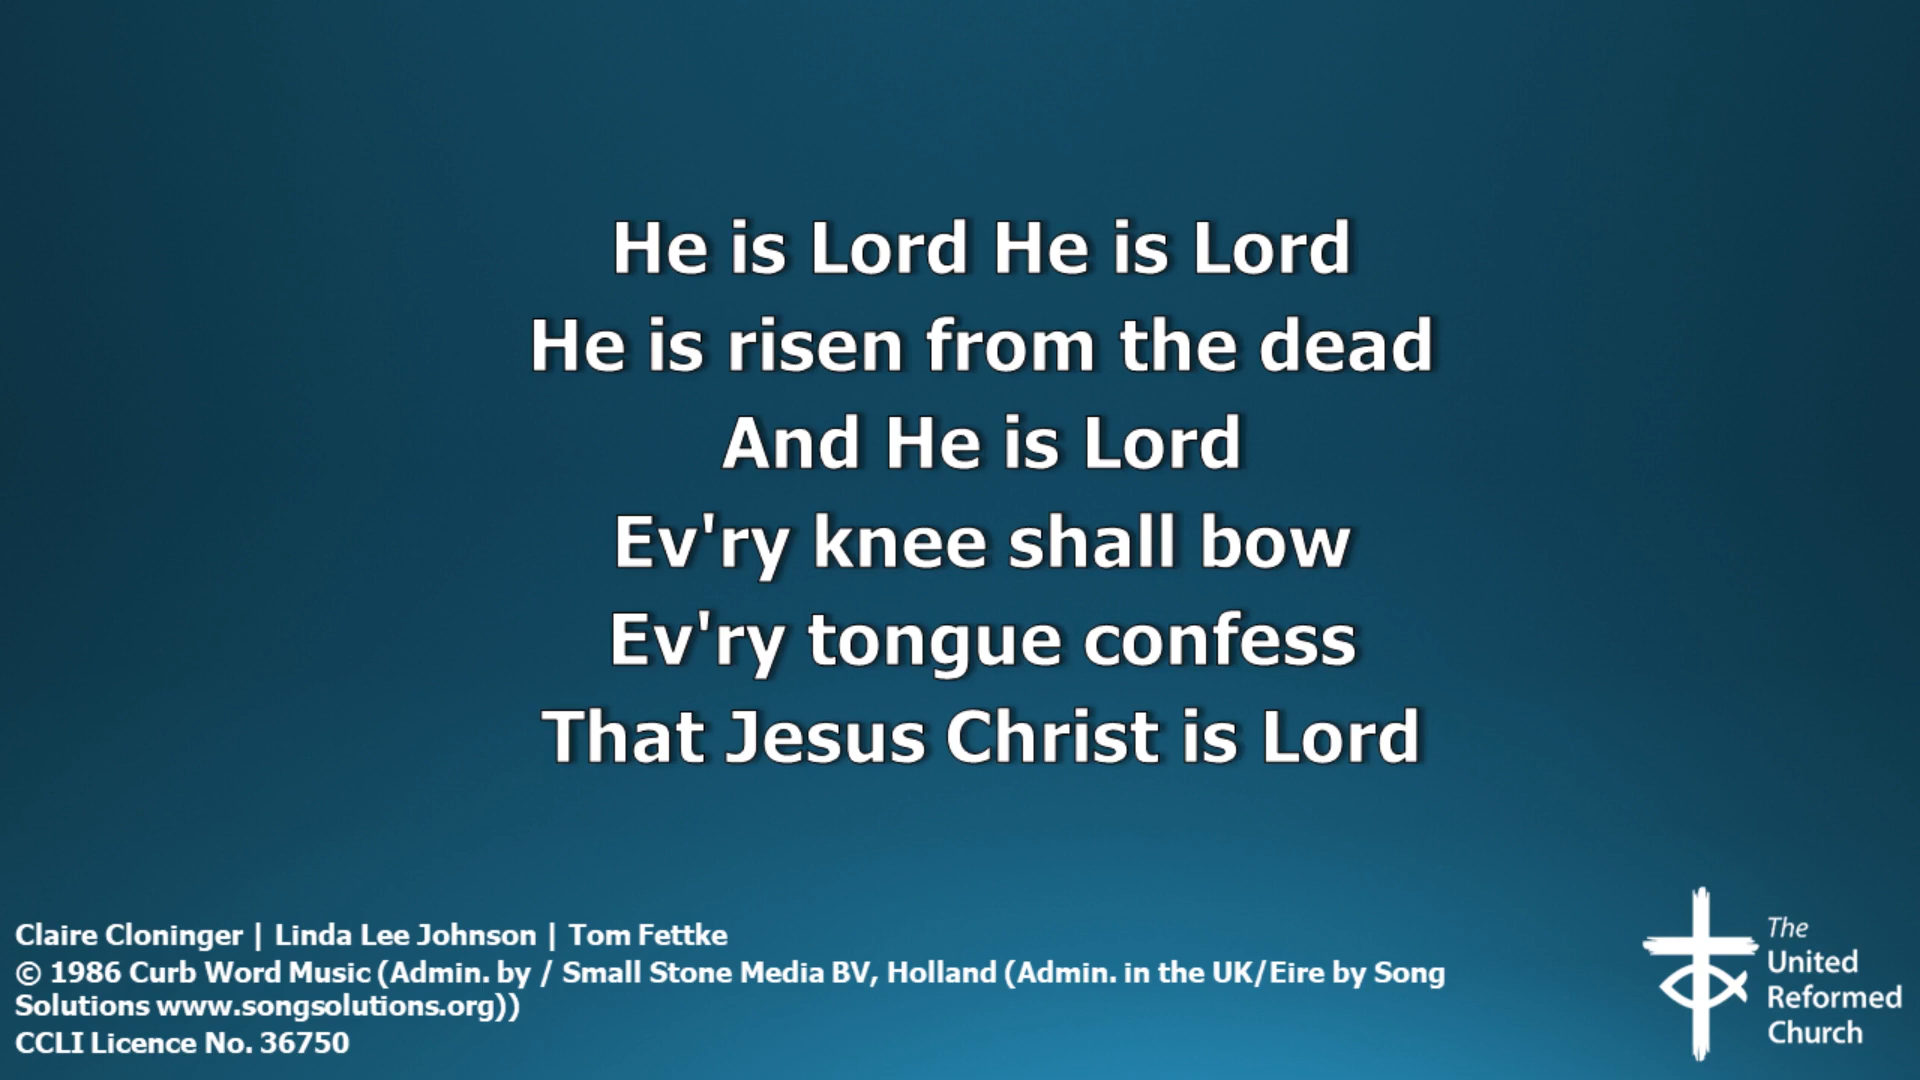 He is Lord He is Lord
He is risen from the dead
And He is Lord
Ev'ry knee shall bow
Ev'ry tongue confess
That Jesus Christ is Lord
Claire Cloninger | Linda Lee Johnson | Tom Fettke
© 1986 Curb Word Music (Admin. by / Small Stone Media BV, Holland (Admin. in the UK/Eire by Song
Solutions www.songsolutions.org))
CCLI Licence No. 36750
The
United
Reformed
Church